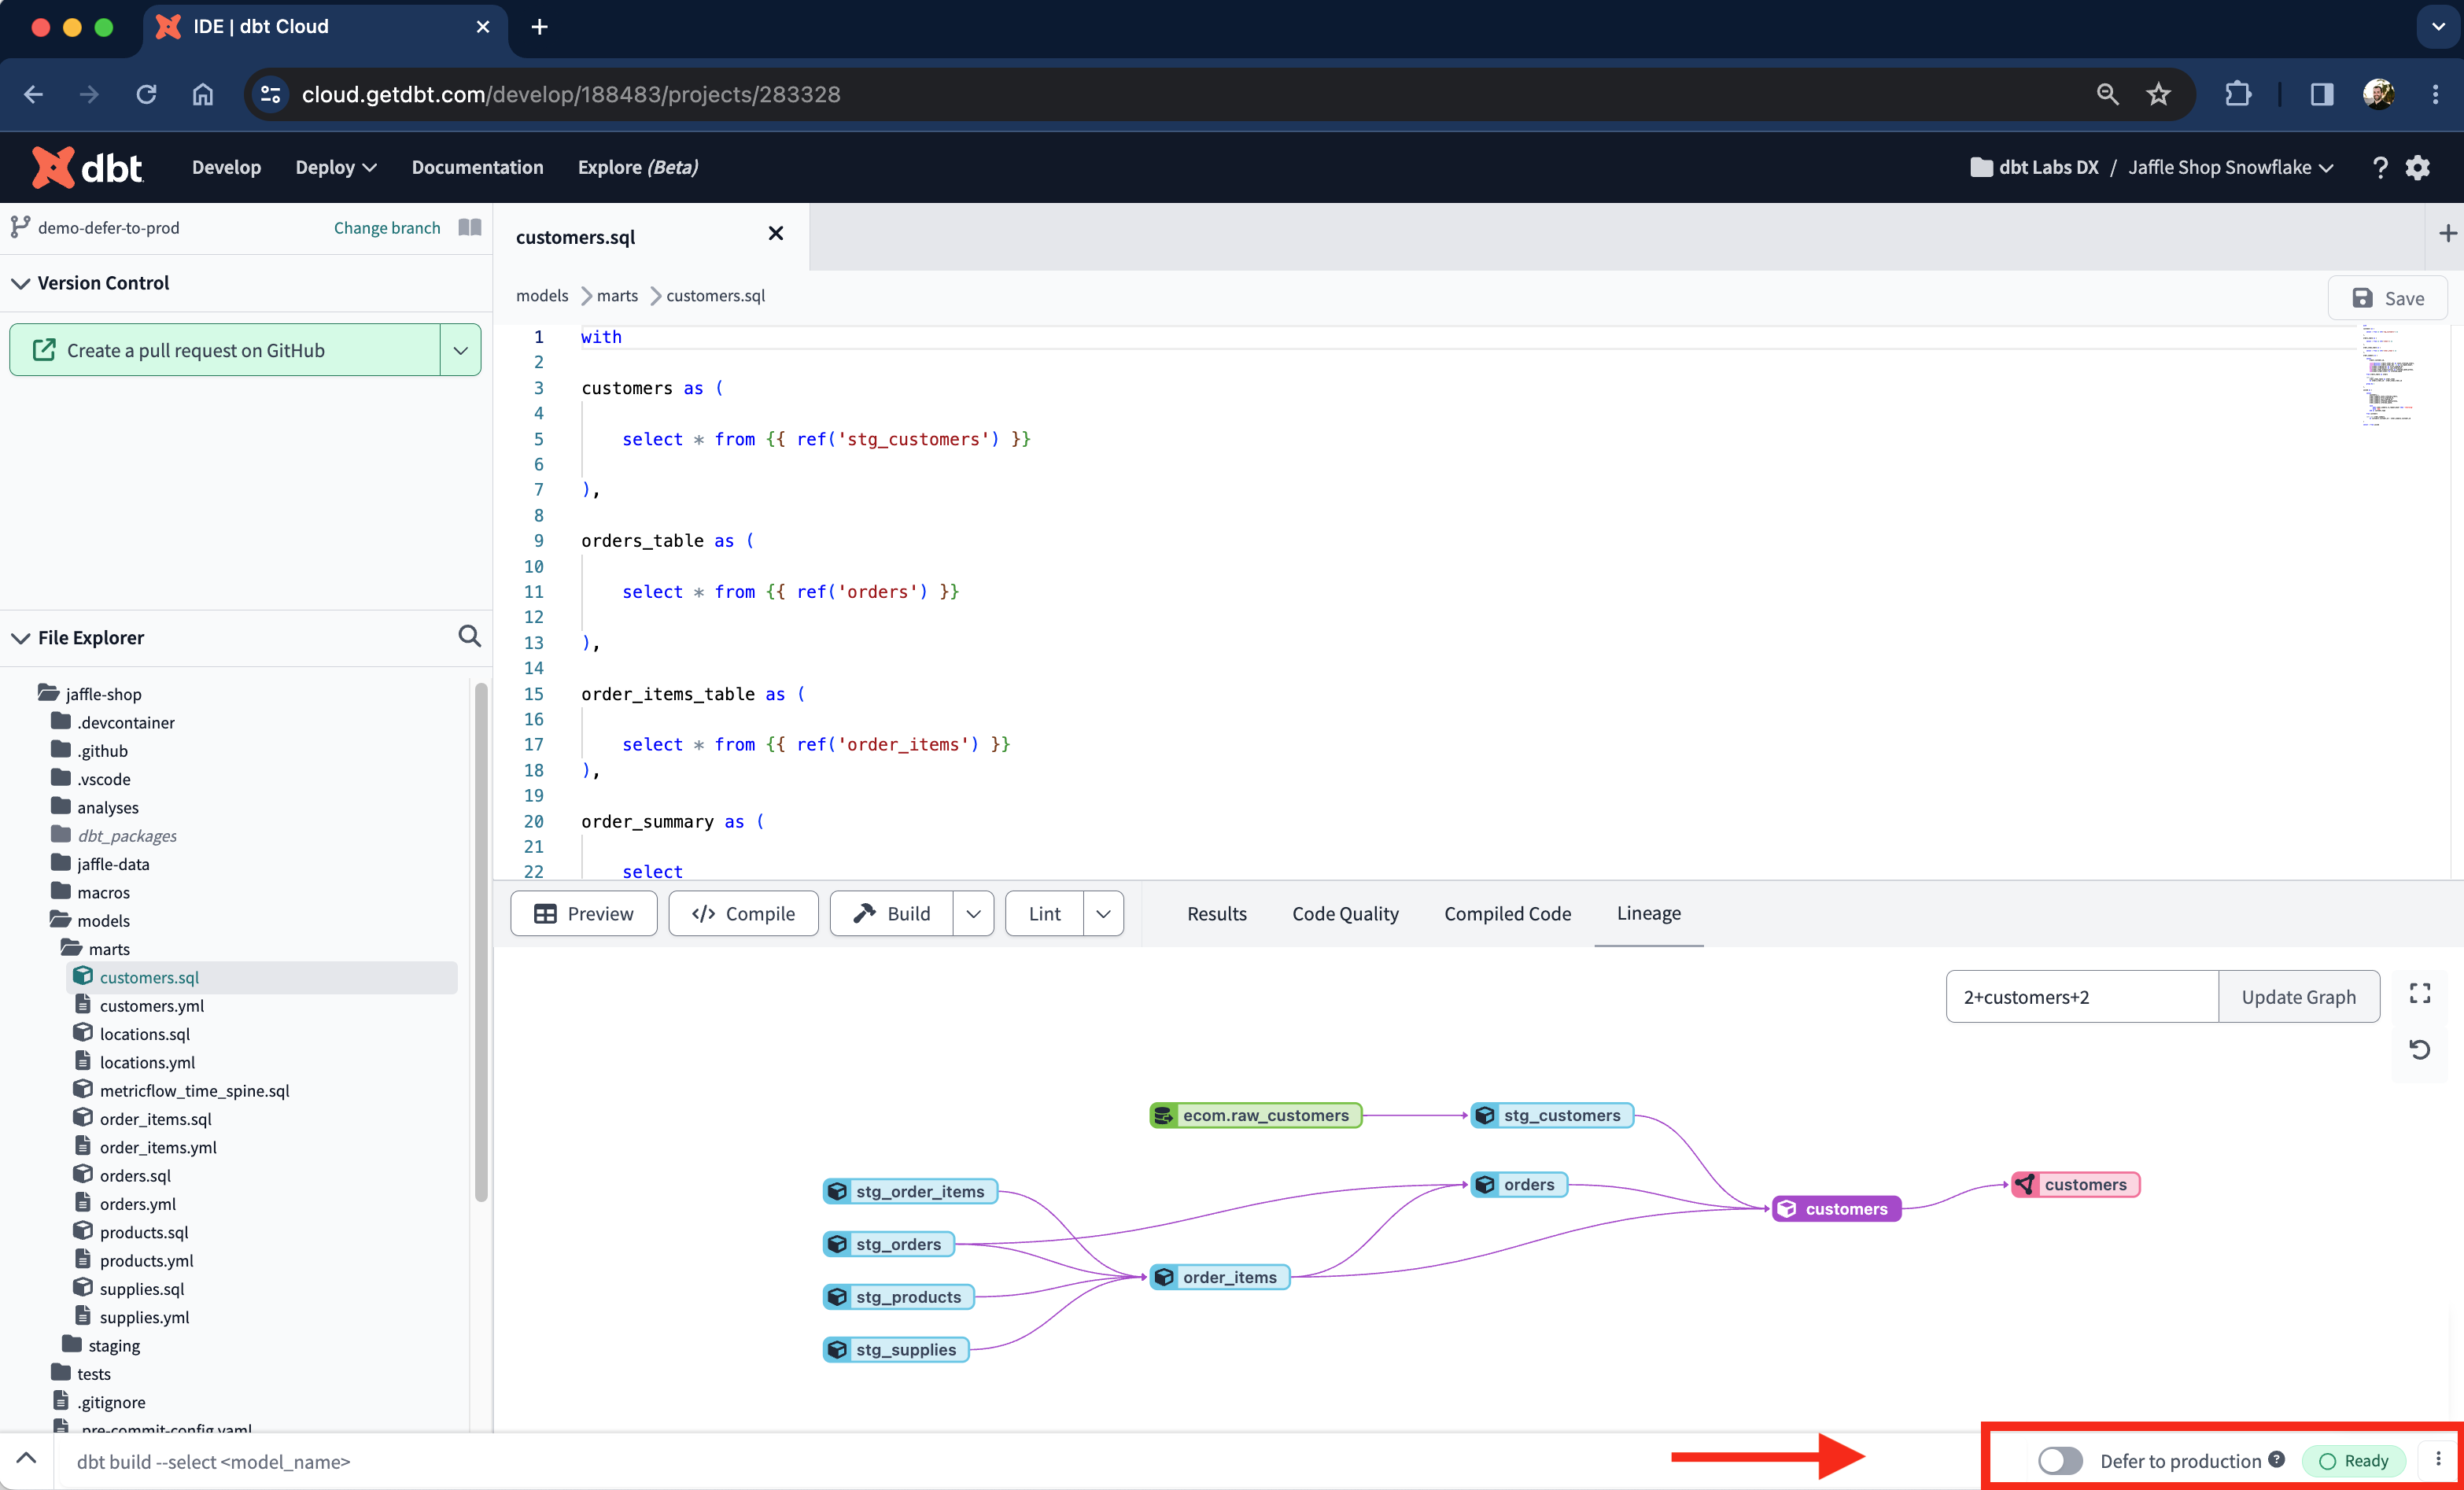 IDE | dbt Cloud
cloud.getdbt.com/develop/188483/projects/283328
dbt
Develop
Deploy
Documentation
Explore (Beta)
dbt Labs DX / Jaffle Shop Snowflake
?
demo-defer-to-prod
Change branch
Version Control
Create a pull request on GitHub
File Explorer
jaffle-shop
.devcontainer
.github
.vscode
analyses
dbt_packages
jaffle-data
macros
models
marts
customers.sql
customers.yml
locations.sql
locations.yml
metricflow_time_spine.sql
order_items.sql
order_items.yml
orders.sql
orders.yml
products.sql
products.yml
supplies.sql
supplies.yml
staging
tests
.gitignore
.pre-commit-config.yaml
customers.sql
models > marts > customers.sql
Save
1 with
2
3 customers as (
4
5 select * from {{ ref('stg_customers') }}
6
7 ),
8
9 orders_table as (
10
11 select * from {{ ref('orders') }}
12
13 ),
14
15 order_items_table as (
16
17 select * from {{ ref('order_items') }}
18 ),
19
20 order_summary as (
21
22 select
Preview
</> Compile
Build
Lint
Results
Code Quality
Compiled Code
Lineage
2+customers+2
Update Graph
ecom.raw_customers
stg_customers
stg_order_items
orders
customers
customers
stg_orders
order_items
stg_products
stg_supplies
dbt build --select <model_name>
Defer to production ?
Ready